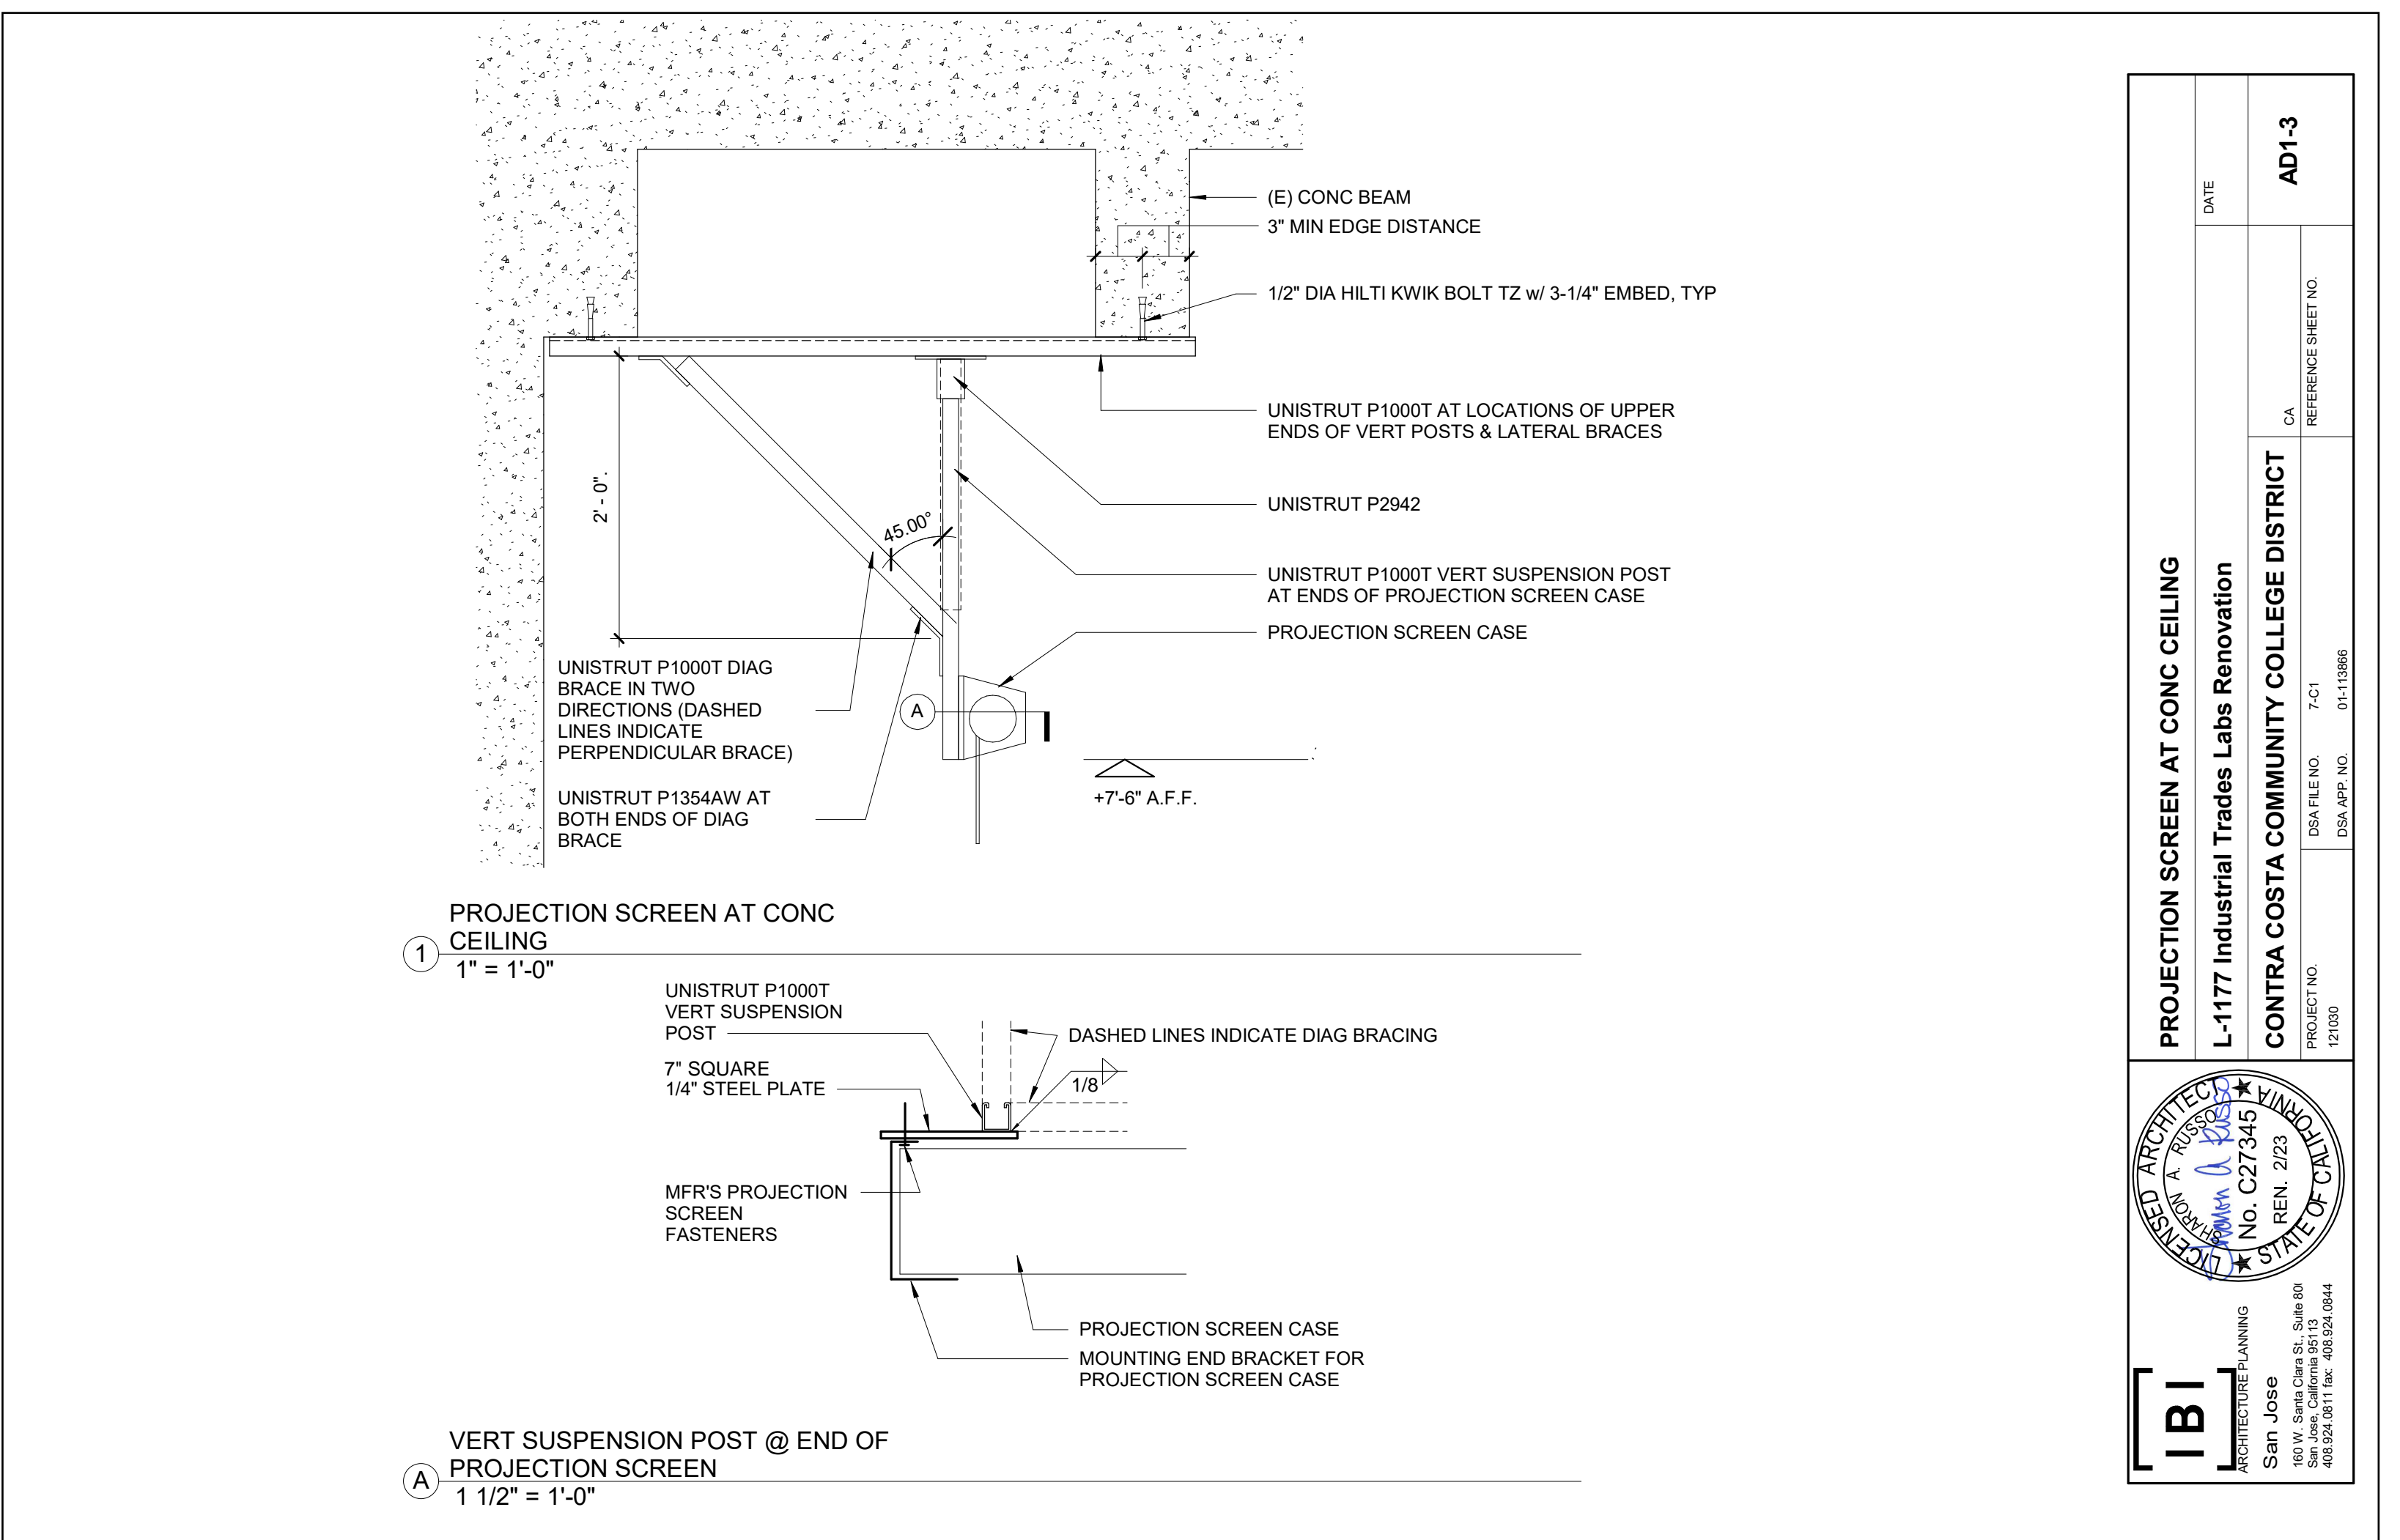 (E) CONC BEAM
3" MIN EDGE DISTANCE
1/2" DIA HILTI KWIK BOLT TZ w/ 3-1/4" EMBED, TYP
UNISTRUT P1000T AT LOCATIONS OF UPPER
ENDS OF VERT POSTS & LATERAL BRACES
2' - 0".
45.00°
UNISTRUT P2942
UNISTRUT P1000T VERT SUSPENSION POST
AT ENDS OF PROJECTION SCREEN CASE
PROJECTION SCREEN CASE
UNISTRUT P1000T DIAG
BRACE IN TWO
DIRECTIONS (DASHED
LINES INDICATE
PERPENDICULAR BRACE)
A
+7'-6" A.F.F.
UNISTRUT P1354AW AT
BOTH ENDS OF DIAG
BRACE
1
PROJECTION SCREEN AT CONC
CEILING
1" = 1'-0"
UNISTRUT P1000T
VERT SUSPENSION
POST
DASHED LINES INDICATE DIAG BRACING
7" SQUARE
1/4" STEEL PLATE
1/8
MFR'S PROJECTION
SCREEN
FASTENERS
PROJECTION SCREEN CASE
MOUNTING END BRACKET FOR
PROJECTION SCREEN CASE
A
VERT SUSPENSION POST @ END OF
PROJECTION SCREEN
1 1/2" = 1'-0"
PROJECTION SCREEN AT CONC CEILING
L-1177 Industrial Trades Labs Renovation
DATE
CONTRA COSTA COMMUNITY COLLEGE DISTRICT
CA
AD1-3
PROJECT NO.
121030
DSA FILE NO. 7-C1
DSA APP. NO. 01-113866
REFERENCE SHEET NO.
LICENSED ARCHITECT
SHARON A. RUSSO
Sharon A Russo
No. C27345
REN. 2/23
STATE OF CALIFORNIA
[IBI]
ARCHITECTURE PLANNING
San Jose
160 W. Santa Clara St., Suite 80
San Jose, California 95113
408.924.0811 fax: 408.924.0844